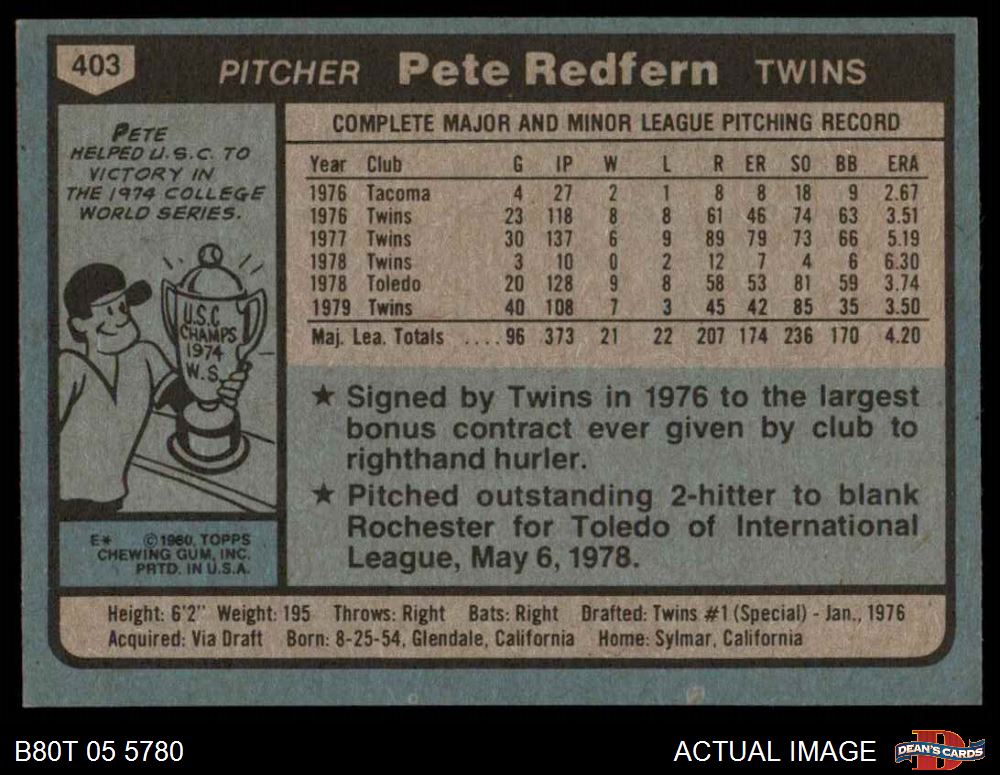 403
PITCHER Pete Redfern TWINS
PETE
HELPED U.S.C. TO
VICTORY IN
THE 1974 COLLEGE
WORLD SERIES.
U.S.C
CHAMPS
1974
W.S.
E* ©1980, TOPPS
CHEWING GUM, INC.
PRTD. IN U.S.A.
COMPLETE MAJOR AND MINOR LEAGUE PITCHING RECORD
Year Club G IP W L R ER SO BB ERA
1976 Tacoma 4 27 2 1 8 8 18 9 2.67
1976 Twins 23 118 8 8 61 46 74 63 3.51
1977 Twins 30 137 6 9 89 79 73 66 5.19
1978 Twins 3 10 0 2 12 7 4 6 6.30
1978 Toledo 20 128 9 8 58 53 81 59 3.74
1979 Twins 40 108 7 3 45 42 85 35 3.50
Maj. Lea. Totals ....96 373 21 22 207 174 236 170 4.20
★ Signed by Twins in 1976 to the largest
bonus contract ever given by club to
righthand hurler.
★ Pitched outstanding 2-hitter to blank
Rochester for Toledo of International
League, May 6, 1978.
Height: 6'2" Weight: 195 Throws: Right Bats: Right Drafted: Twins #1 (Special) - Jan., 1976
Acquired: Via Draft Born: 8-25-54, Glendale, California Home: Sylmar, California
B80T 05 5780
ACTUAL IMAGE
D
DEAN'S CARDS